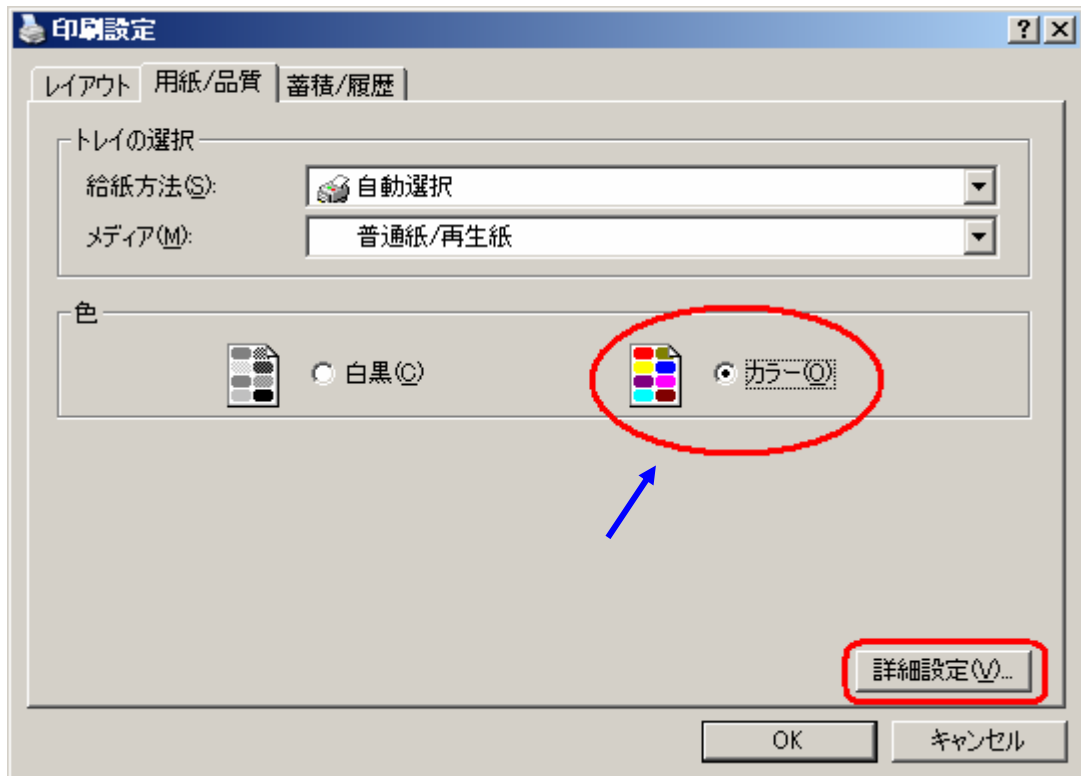 印刷設定
レイアウト 用紙/品質 蓄積/履歴
トレイの選択
給紙方法(S): 自動選択
メディア(M): 普通紙/再生紙
色
白黒(C) カラー(O)
詳細設定(V)...
OK キャンセル